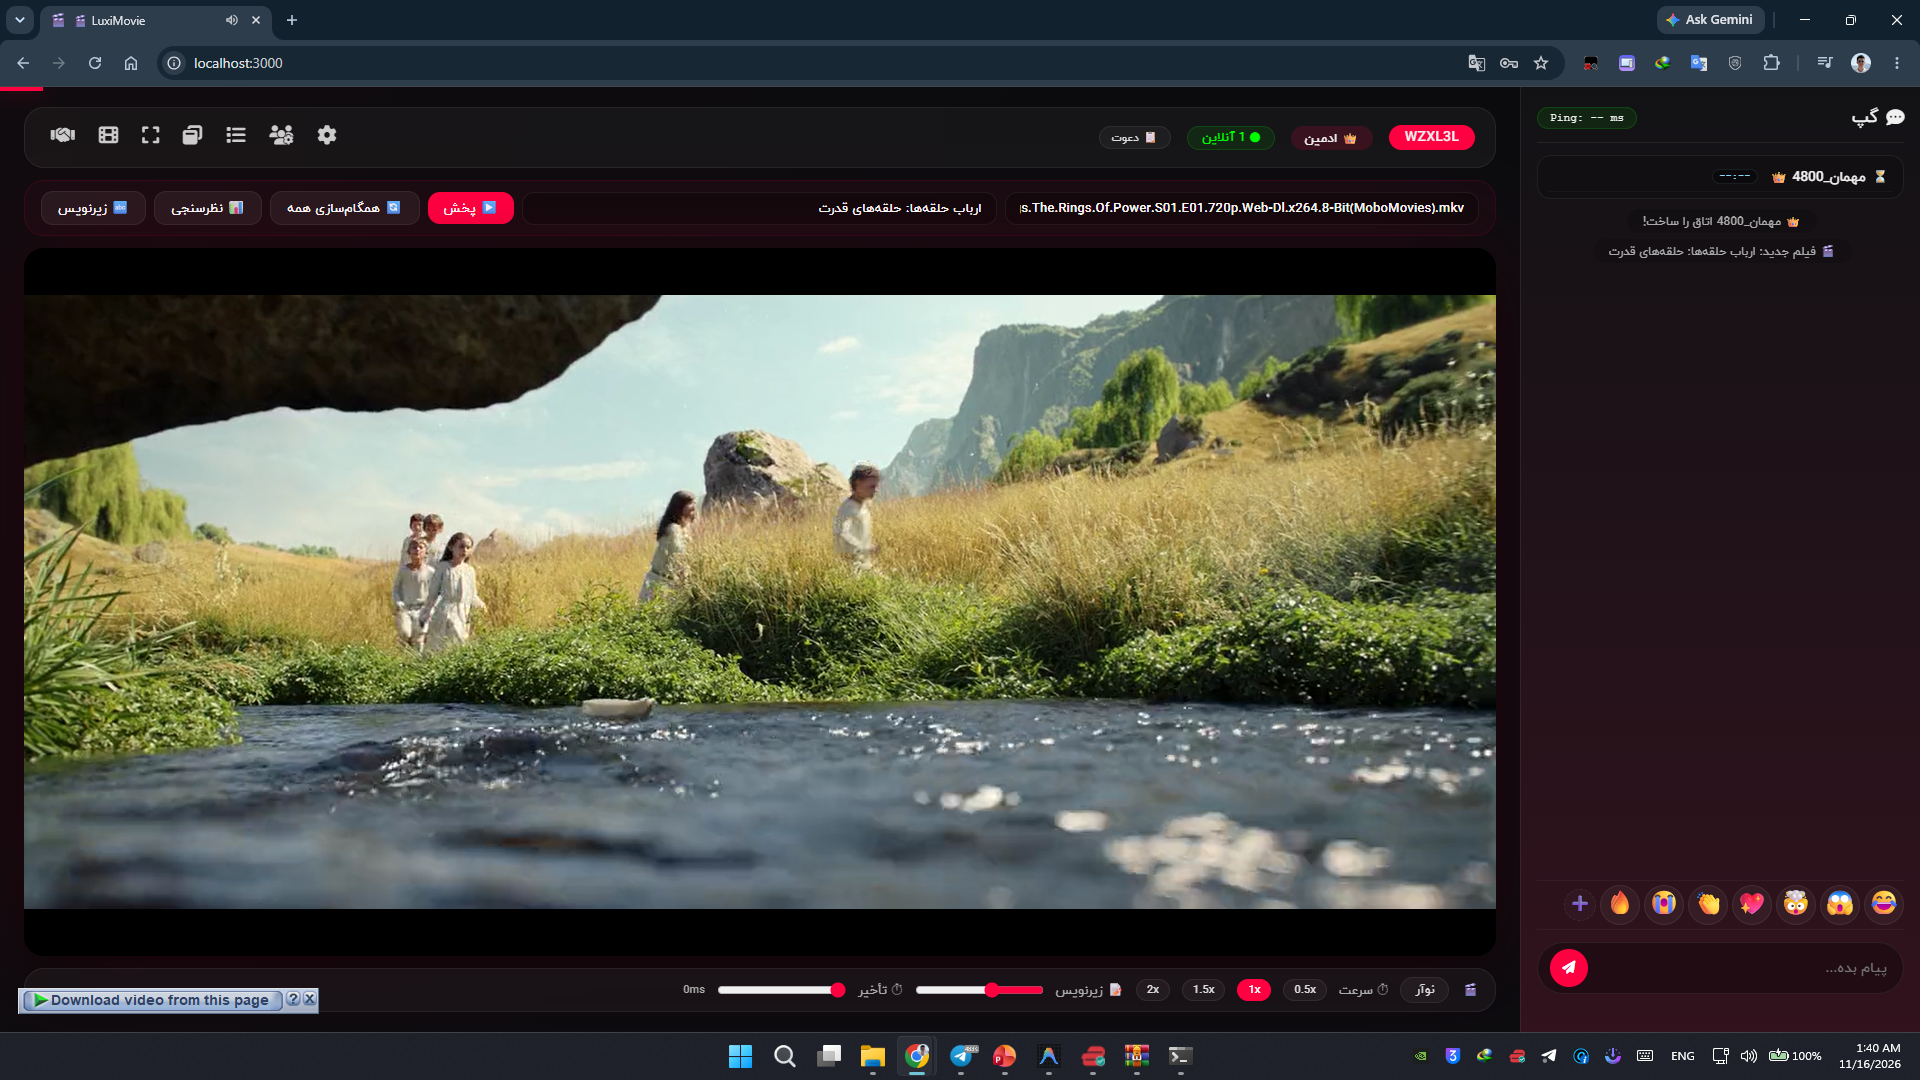 LuxiMovie
Ask Gemini
localhost:3000
WZXL3L
ادمین
1 آنلاین
دعوت
s.The.Rings.Of.Power.S01.E01.720p.Web-Dl.x264.8-Bit(MoboMovies).mkv
ارباب حلقه‌ها: حلقه‌های قدرت
پخش
همگام‌سازی همه
نظرسنجی
زیرنویس
گپ
Ping: -- ms
مهمان_4800
--:--
مهمان_4800 اتاق را ساخت!
فیلم جدید: ارباب حلقه‌ها: حلقه‌های قدرت
پیام بده...
نوآر
سرعت
0.5x
1x
1.5x
2x
زیرنویس
تأخیر
0ms
Download video from this page
ENG
100%
1:40 AM
11/16/2026